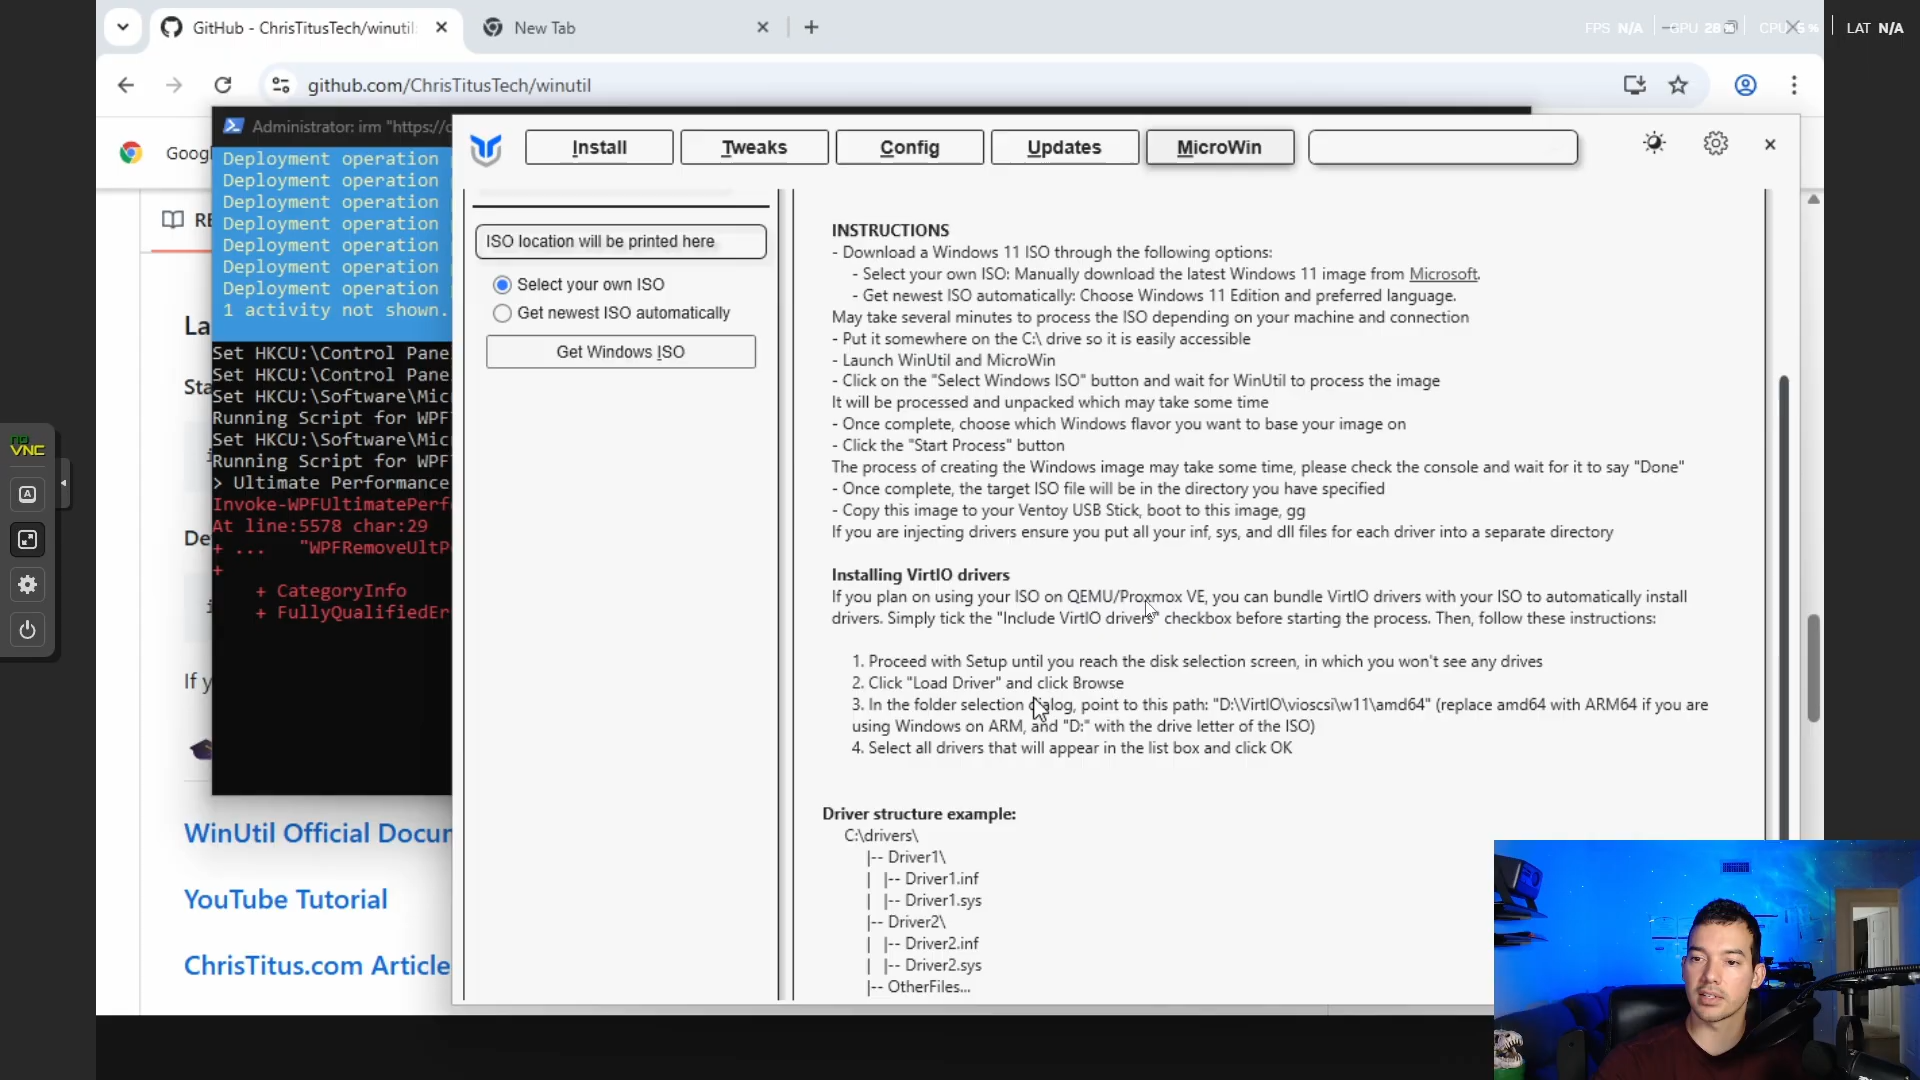 GitHub - ChrisTitusTech/winutil
New Tab
FPS N/A
GPU 28 %
CPU 5 %
LAT N/A
github.com/ChrisTitusTech/winutil
Administrator: irm "https://c
Install
Tweaks
Config
Updates
MicroWin
Googl
RE
Deployment operation
Deployment operation
Deployment operation
Deployment operation
Deployment operation
Deployment operation
Deployment operation
1 activity not shown.
La
Sta
De
If y
Set HKCU:\Control Pane
Set HKCU:\Control Pane
Set HKCU:\Software\Mic
Running Script for WPF
Set HKCU:\Software\Mic
Running Script for WPF
> Ultimate Performance
Invoke-WPFUltimatePerf
At line:5578 char:29
+ ...   "WPFRemoveUltP
+
+ CategoryInfo
+ FullyQualifiedEr
WinUtil Official Docur
YouTube Tutorial
ChrisTitus.com Article
no
VNC
ISO location will be printed here
Select your own ISO
Get newest ISO automatically
Get Windows ISO
INSTRUCTIONS
- Download a Windows 11 ISO through the following options:
- Select your own ISO: Manually download the latest Windows 11 image from Microsoft.
- Get newest ISO automatically: Choose Windows 11 Edition and preferred language.
May take several minutes to process the ISO depending on your machine and connection
- Put it somewhere on the C:\ drive so it is easily accessible
- Launch WinUtil and MicroWin
- Click on the "Select Windows ISO" button and wait for WinUtil to process the image
It will be processed and unpacked which may take some time
- Once complete, choose which Windows flavor you want to base your image on
- Click the "Start Process" button
The process of creating the Windows image may take some time, please check the console and wait for it to say "Done"
- Once complete, the target ISO file will be in the directory you have specified
- Copy this image to your Ventoy USB Stick, boot to this image, gg
If you are injecting drivers ensure you put all your inf, sys, and dll files for each driver into a separate directory
Installing VirtIO drivers
If you plan on using your ISO on QEMU/Proxmox VE, you can bundle VirtIO drivers with your ISO to automatically install
drivers. Simply tick the "Include VirtIO drivers" checkbox before starting the process. Then, follow these instructions:
1. Proceed with Setup until you reach the disk selection screen, in which you won't see any drives
2. Click "Load Driver" and click Browse
3. In the folder selection dialog, point to this path: "D:\VirtIO\vioscsi\w11\amd64" (replace amd64 with ARM64 if you are
using Windows on ARM, and "D:" with the drive letter of the ISO)
4. Select all drivers that will appear in the list box and click OK
Driver structure example:
C:\drivers\
|-- Driver1\
|   |-- Driver1.inf
|   |-- Driver1.sys
|-- Driver2\
|   |-- Driver2.inf
|   |-- Driver2.sys
|-- OtherFiles...